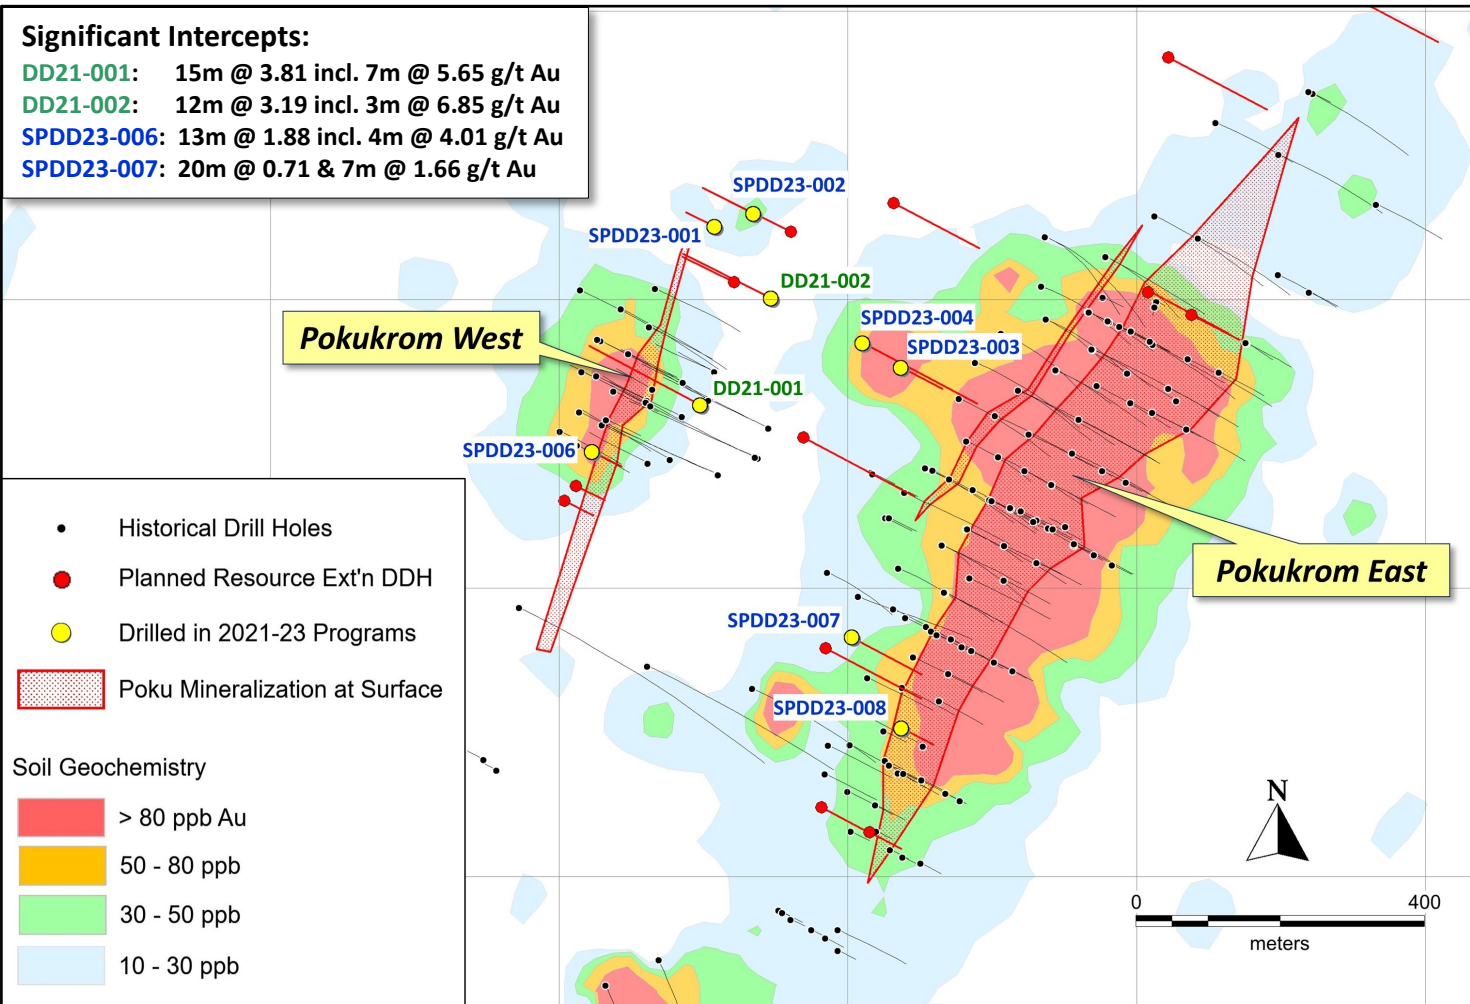 Significant Intercepts:
DD21-001: 15m @ 3.81 incl. 7m @ 5.65 g/t Au
DD21-002: 12m @ 3.19 incl. 3m @ 6.85 g/t Au
SPDD23-006: 13m @ 1.88 incl. 4m @ 4.01 g/t Au
SPDD23-007: 20m @ 0.71 & 7m @ 1.66 g/t Au
SPDD23-002
SPDD23-001
DD21-002
SPDD23-004
Pokukrom West
SPDD23-003
DD21-001
SPDD23-006
Pokukrom East
SPDD23-007
SPDD23-008
Historical Drill Holes
Planned Resource Ext'n DDH
Drilled in 2021-23 Programs
Poku Mineralization at Surface
Soil Geochemistry
> 80 ppb Au
50 - 80 ppb
30 - 50 ppb
10 - 30 ppb
N
0 400
meters